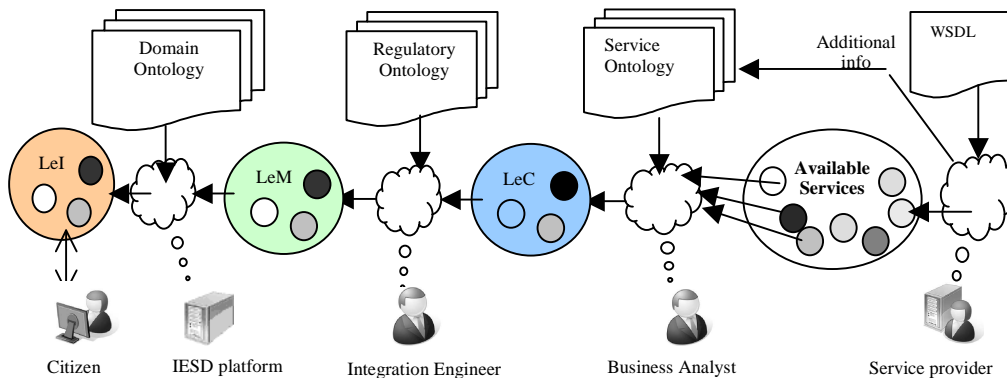 Domain
Ontology
Regulatory
Ontology
Service
Ontology
Additional
info
WSDL
LeI
LeM
LeC
Available
Services
Citizen
IESD platform
Integration Engineer
Business Analyst
Service provider